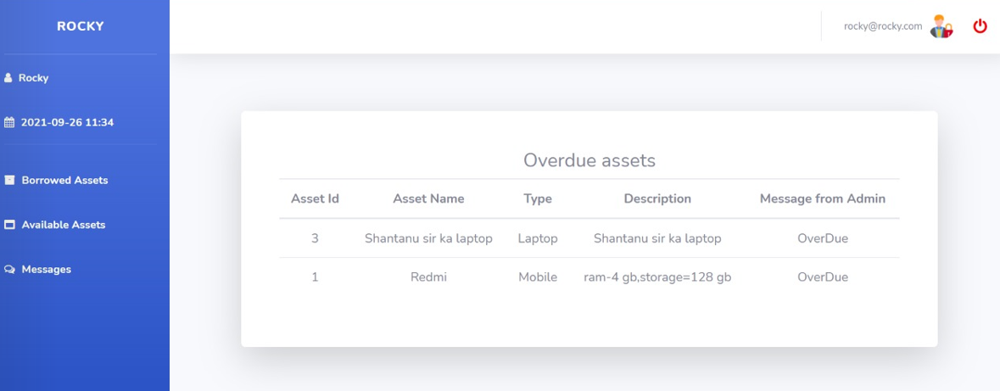 ROCKY
rocky@rocky.com
Rocky
2021-09-26 11:34
Borrowed Assets
Available Assets
Messages
Overdue assets
Asset Id Asset Name Type Description Message from Admin
3 Shantanu sir ka laptop Laptop Shantanu sir ka laptop OverDue
1 Redmi Mobile ram-4 gb,storage=128 gb OverDue